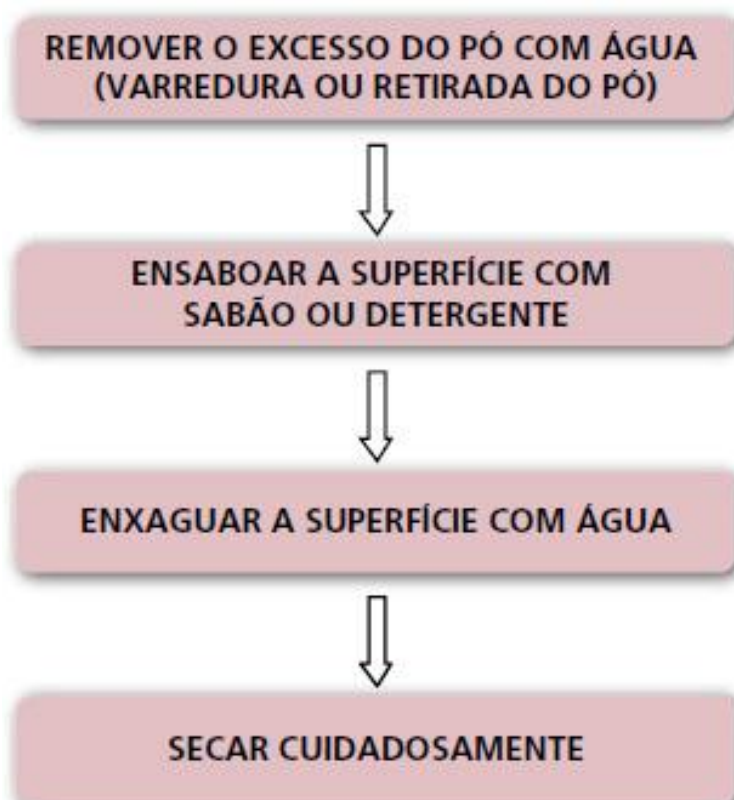 REMOVER O EXCESSO DO PÓ COM ÁGUA
(VARREDURA OU RETIRADA DO PÓ)
ENSABOAR A SUPERFÍCIE COM
SABÃO OU DETERGENTE
ENXAGUAR A SUPERFÍCIE COM ÁGUA
SECAR CUIDADOSAMENTE